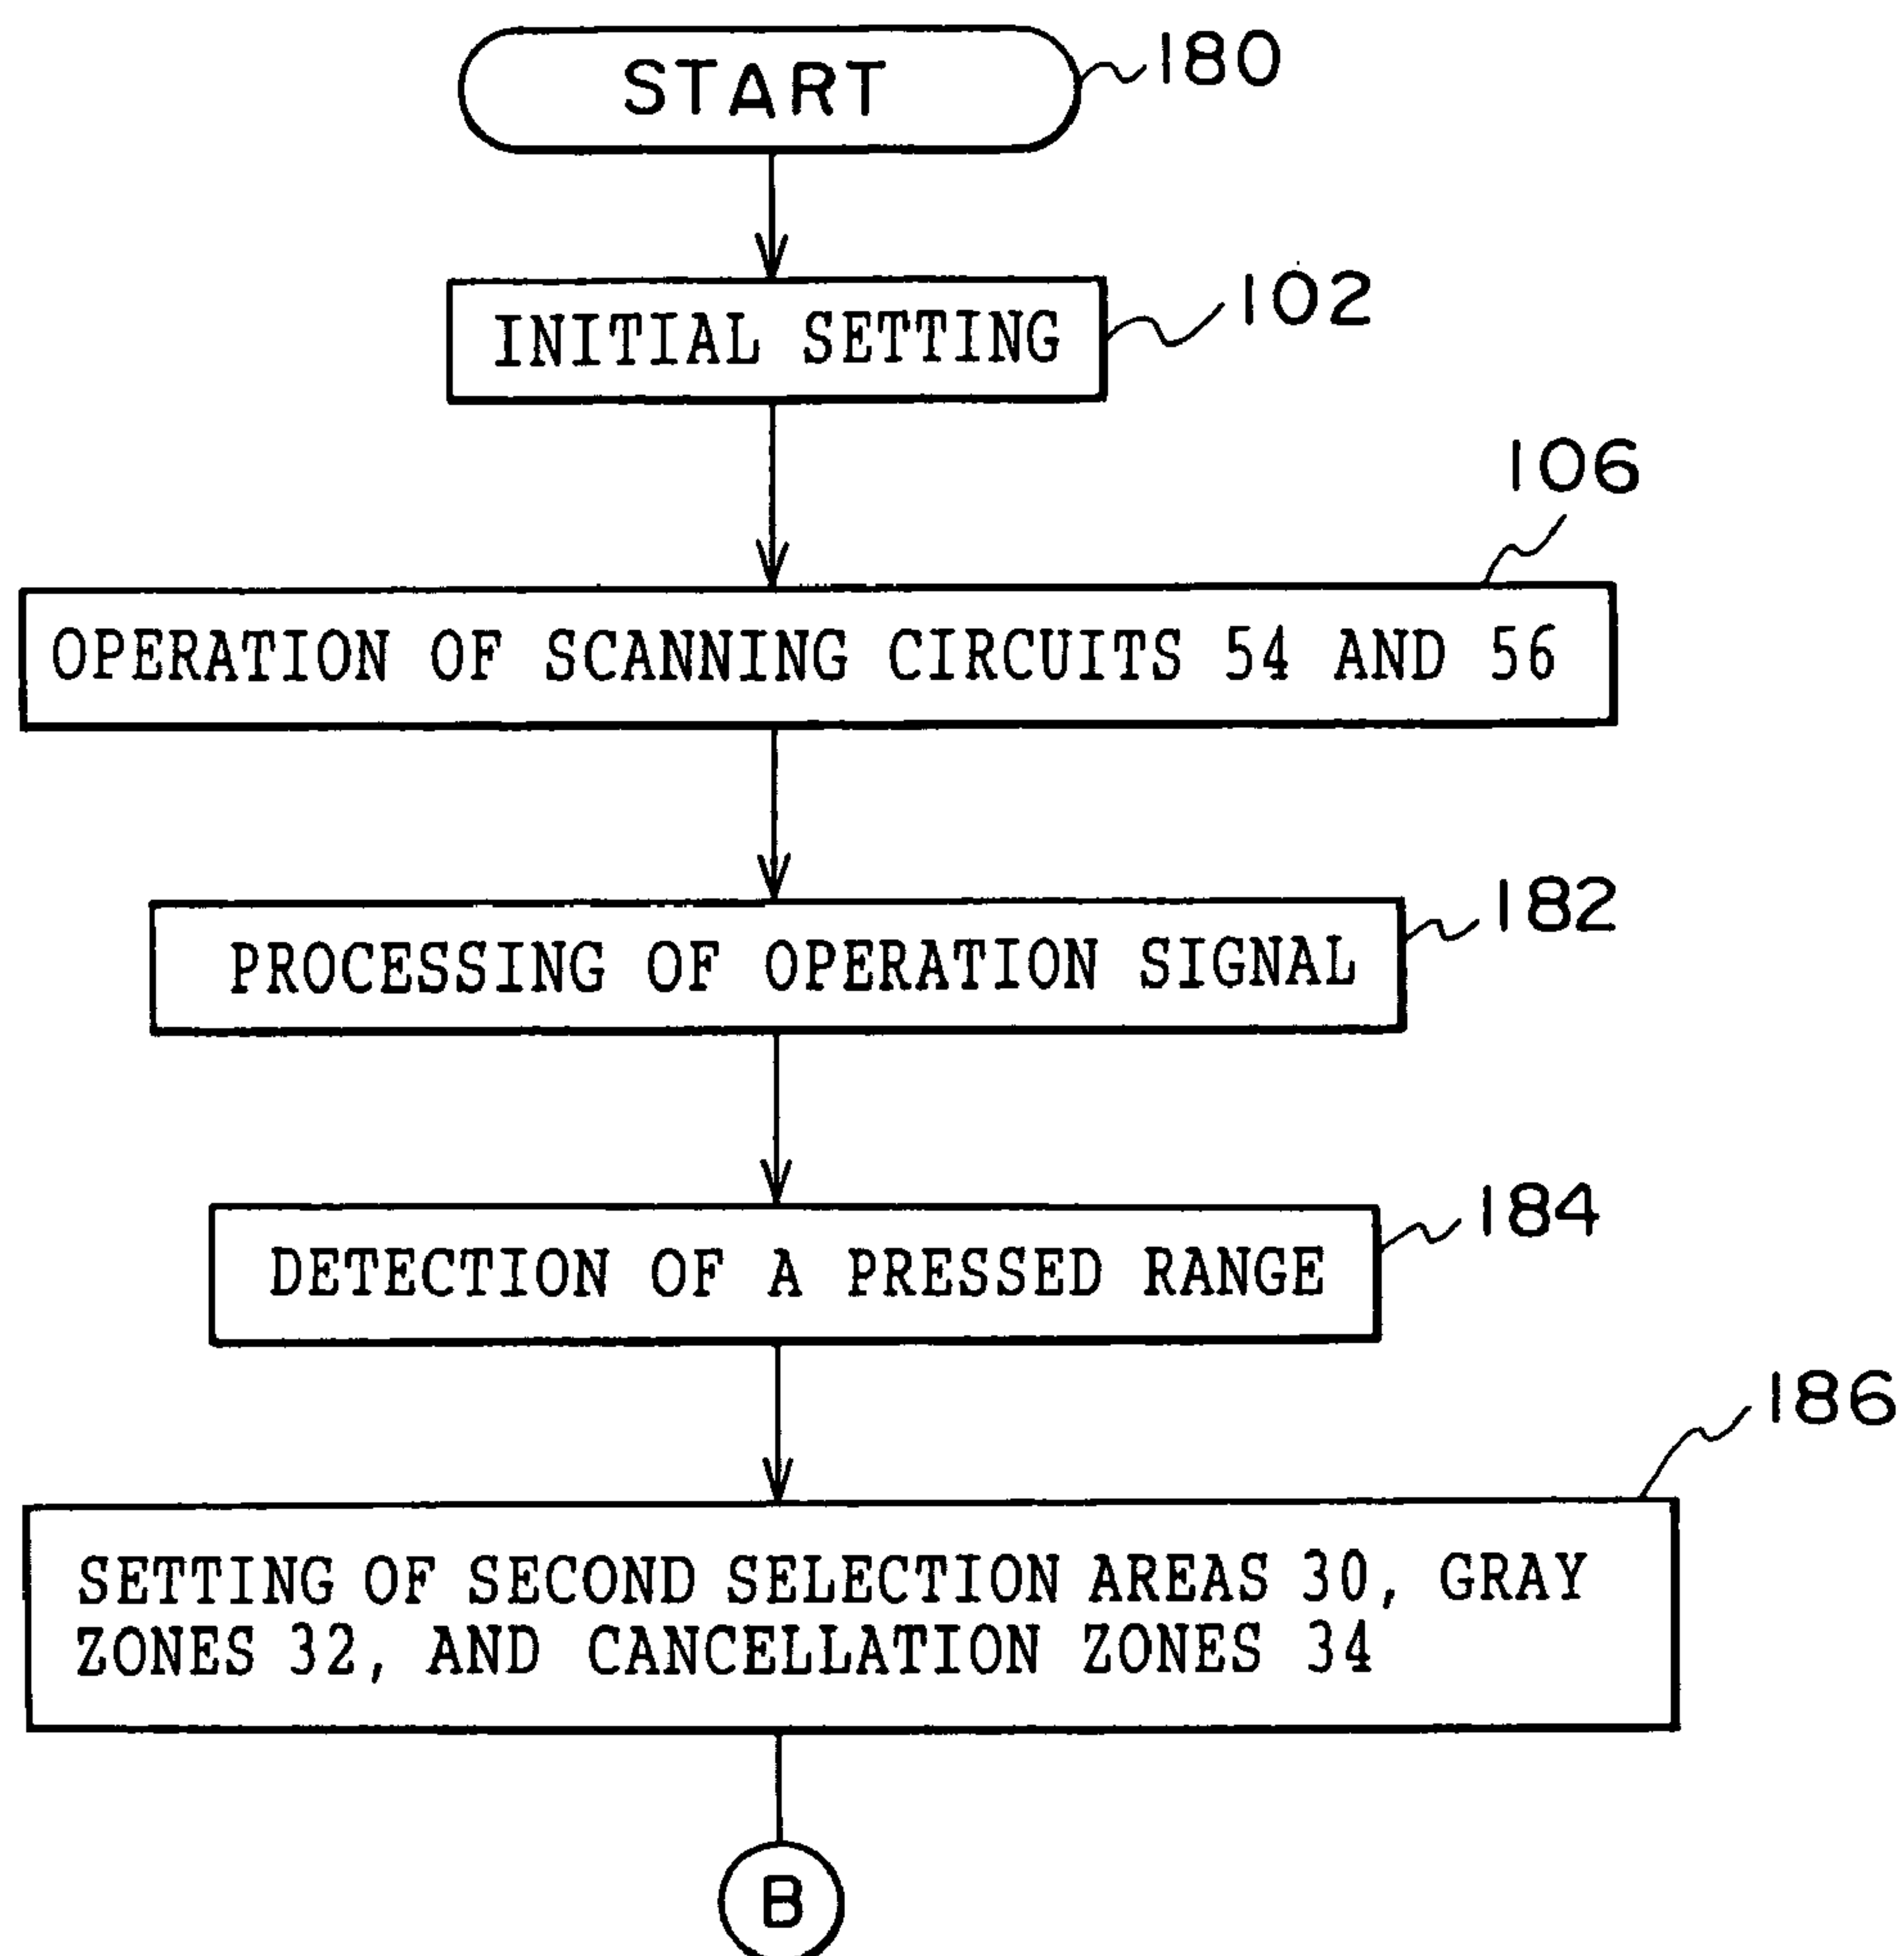 START
180
INITIAL SETTING
102
106
OPERATION OF SCANNING CIRCUITS 54 AND 56
182
PROCESSING OF OPERATION SIGNAL
184
DETECTION OF A PRESSED RANGE
186
SETTING OF SECOND SELECTION AREAS 30, GRAY
ZONES 32, AND CANCELLATION ZONES 34
B